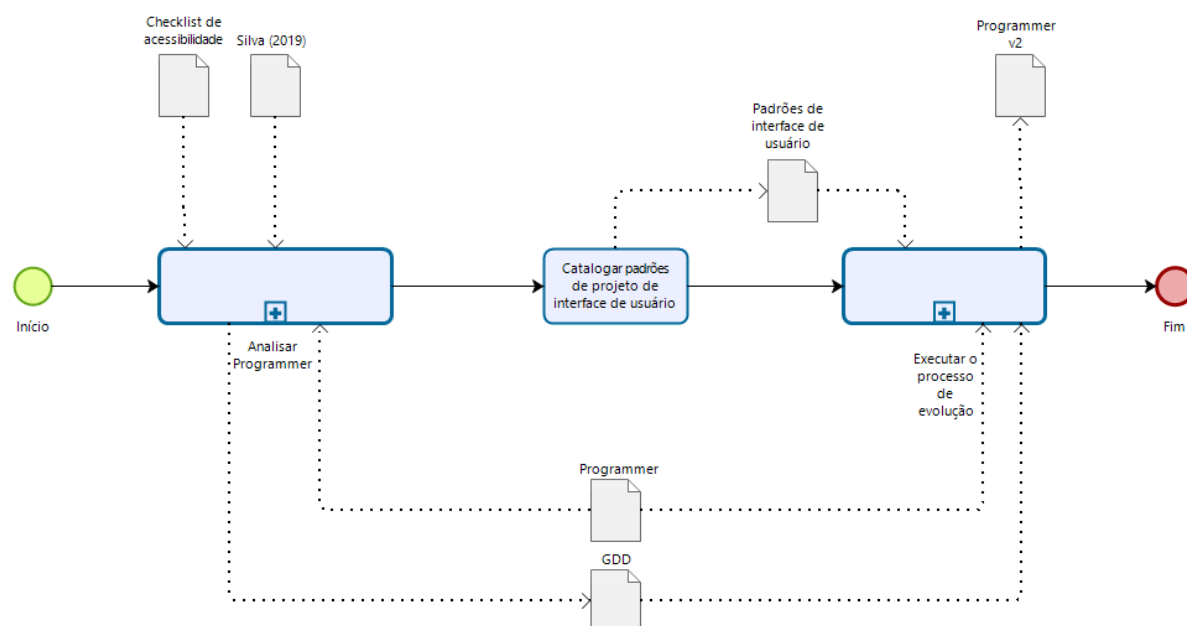 Checklist de
acessibilidade
Silva (2019)
Programmer
v2
Padrões de
interface de
usuário
Início
Catalogar padrões
de projeto de
interface de usuário
Fim
Analisar
Programmer
Executar o
processo
de
evolução
Programmer
GDD